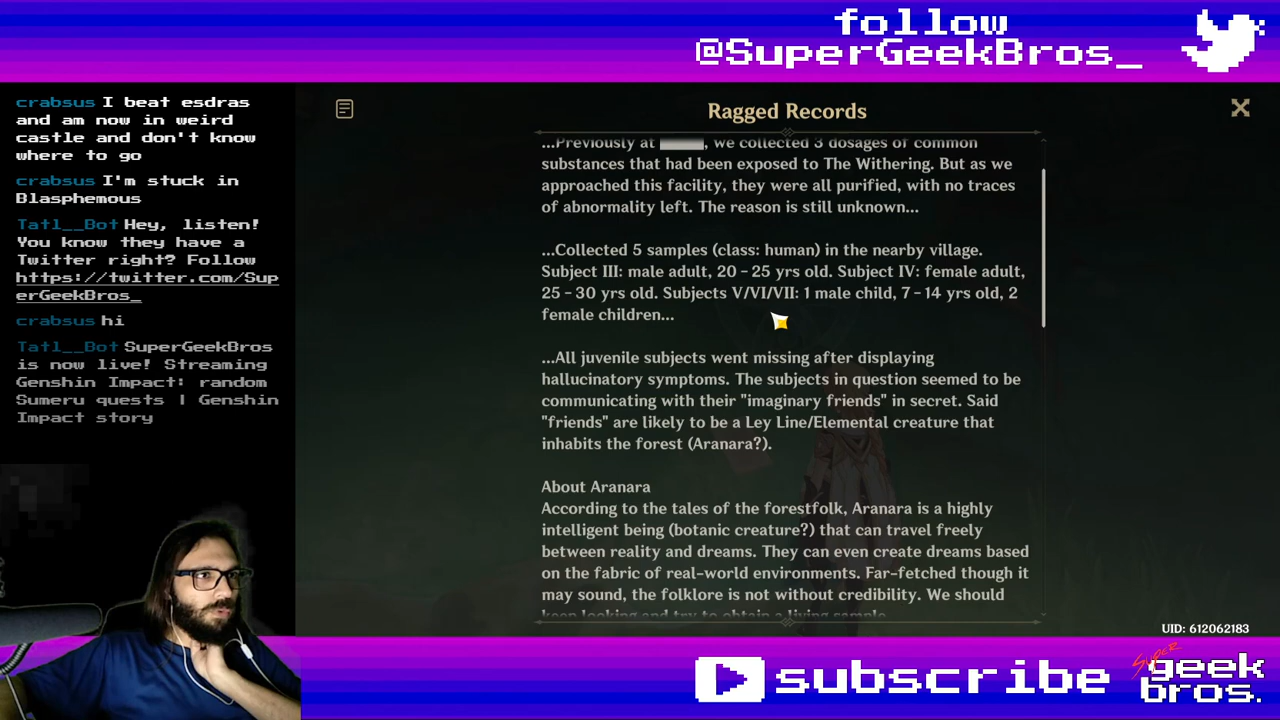 follow
@SuperGeekBros_
crabsus I beat esdras
and am now in weird
castle and don't know
where to go
crabsus I'm stuck in
Blasphemous
Tatl__Bot Hey, listen!
You know they have a
Twitter right? Follow
https://twitter.com/Sup
erGeekBros_
crabsus hi
Tatl__Bot SuperGeekBros
is now live! Streaming
Genshin Impact: random
Sumeru quests | Genshin
Impact story
Ragged Records
...Previously at , we collected 3 dosages of common
substances that had been exposed to The Withering. But as we
approached this facility, they were all purified, with no traces
of abnormality left. The reason is still unknown...
...Collected 5 samples (class: human) in the nearby village.
Subject III: male adult, 20 - 25 yrs old. Subject IV: female adult,
25 - 30 yrs old. Subjects V/VI/VII: 1 male child, 7 - 14 yrs old, 2
female children...
...All juvenile subjects went missing after displaying
hallucinatory symptoms. The subjects in question seemed to be
communicating with their "imaginary friends" in secret. Said
"friends" are likely to be a Ley Line/Elemental creature that
inhabits the forest (Aranara?).
About Aranara
According to the tales of the forestfolk, Aranara is a highly
intelligent being (botanic creature?) that can travel freely
between reality and dreams. They can even create dreams based
on the fabric of real-world environments. Far-fetched though it
may sound, the folklore is not without credibility. We should
keep looking and try to obtain a living sample.
UID: 612062183
subscribe
SUPER
geek
bros.